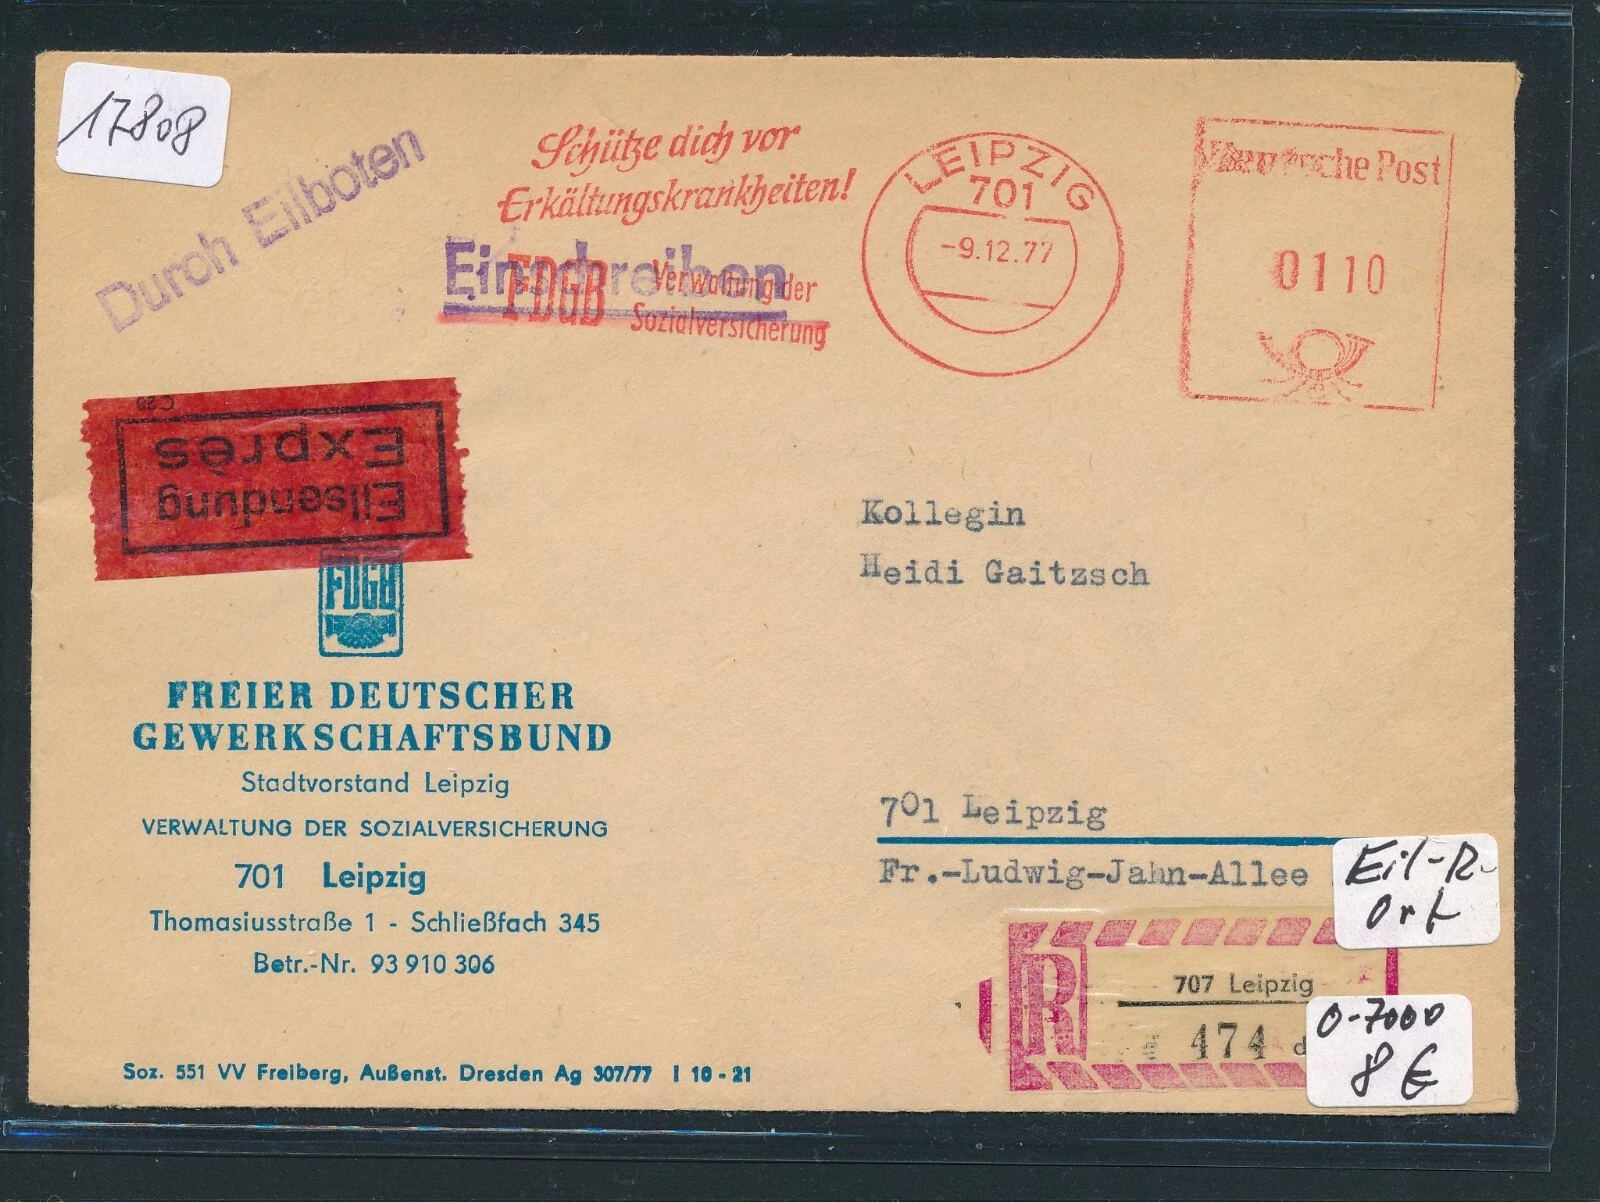 17808
Durch Eilboten
Schütze dich vor
Erkältungskrankheiten!
Einschreiben
FDGB Verwaltung der
Sozialversicherung
LEIPZIG
701
-9.12.77
Deutsche Post
0110
C 29
Eilsendung
Exprès
FDGB
FREIER DEUTSCHER
GEWERKSCHAFTSBUND
Stadtvorstand Leipzig
VERWALTUNG DER SOZIALVERSICHERUNG
701 Leipzig
Thomasiusstraße 1 - Schließfach 345
Betr.-Nr. 93 910 306
Soz. 551 VV Freiberg, Außenst. Dresden Ag 307/77 I 10 - 21
Kollegin
Heidi Gaitzsch
701 Leipzig
Fr.-Ludwig-Jahn-Allee
Eil-R-
Ort
R
707 Leipzig
474
0-7000
8 €